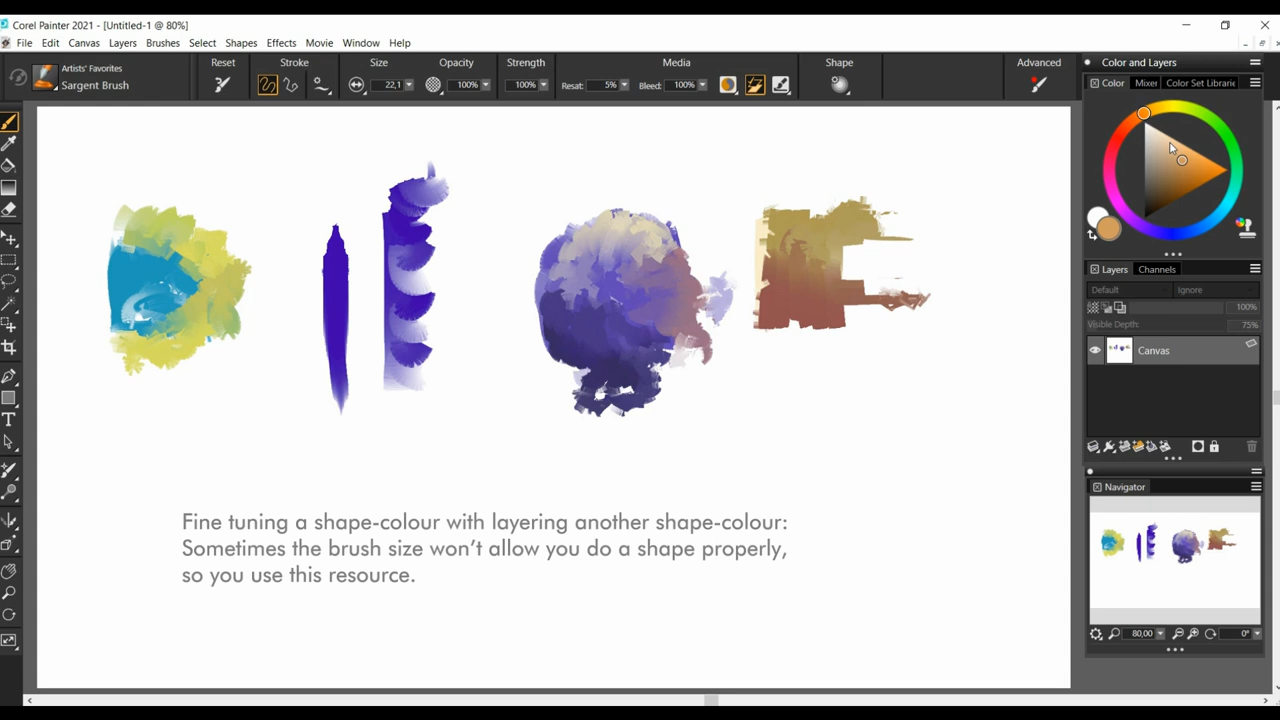 Corel Painter 2021 - [Untitled-1 @ 80%]
File Edit Canvas Layers Brushes Select Shapes Effects Movie Window Help
Artists' Favorites
Sargent Brush
Reset Stroke Size Opacity Strength Media Shape Advanced
22,1 100% 100% Resat: 5% Bleed: 100%
Color and Layers
Color Mixer Color Set Librarie
Layers Channels
Default Ignore
100%
Visible Depth: 75%
Canvas
Navigator
80,00 0°
Fine tuning a shape-colour with layering another shape-colour:
Sometimes the brush size won't allow you do a shape properly,
so you use this resource.